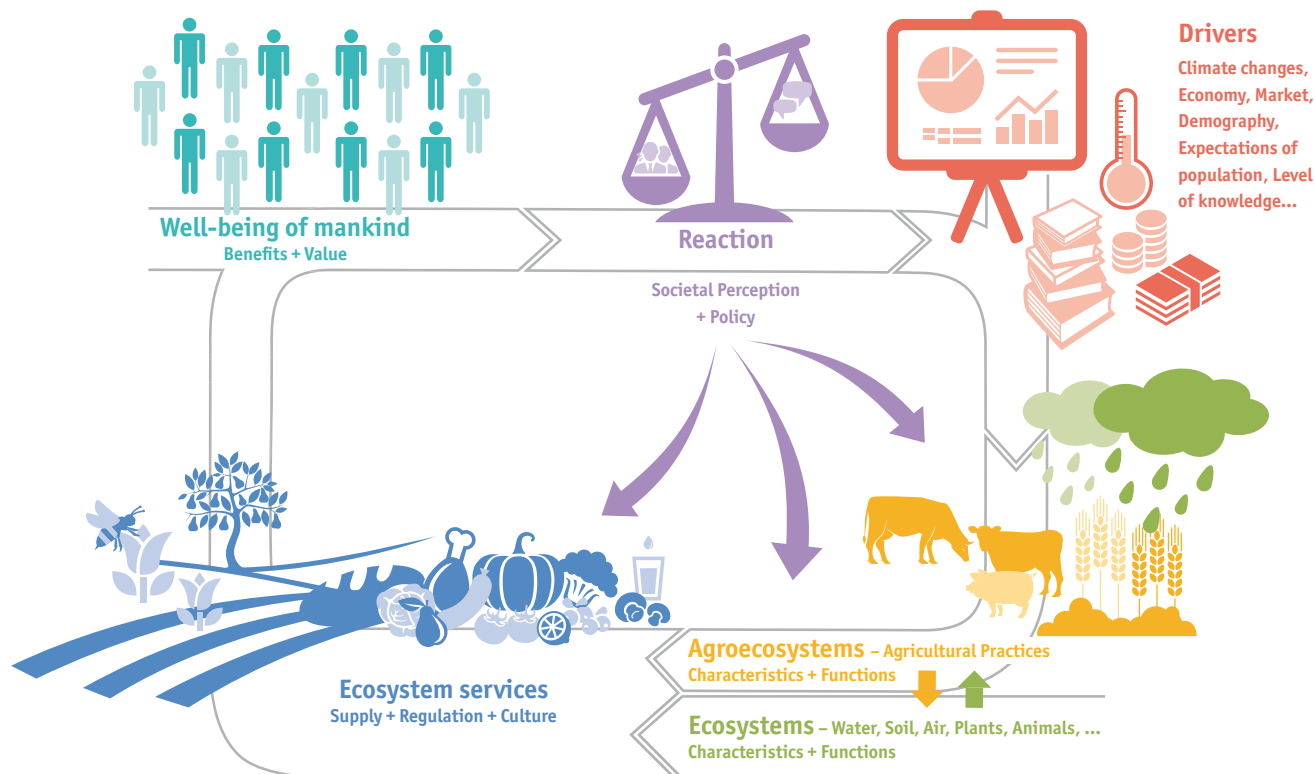 Drivers
Climate changes,
Economy, Market,
Demography,
Expectations of
population, Level
of knowledge...
Well-being of mankind
Benefits + Value
Reaction
Societal Perception
+ Policy
Agroecosystems – Agricultural Practices
Characteristics + Functions
Ecosystem services
Supply + Regulation + Culture
Ecosystems – Water, Soil, Air, Plants, Animals, ...
Characteristics + Functions